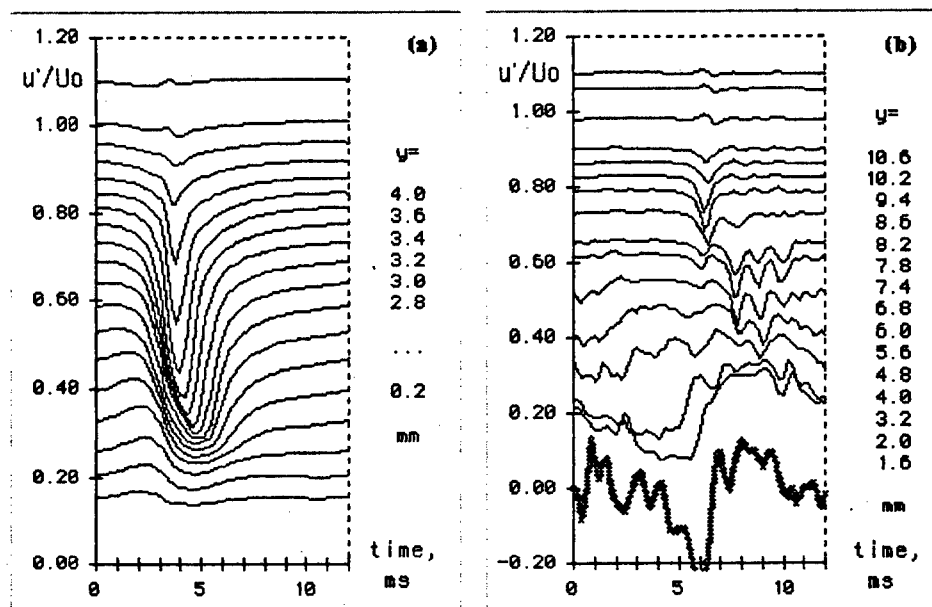 (a)
1.20
u'/Uo
1.00
0.80
0.60
0.40
0.20
0.00
0 5 10
y=
4.0
3.6
3.4
3.2
3.0
2.8
...
0.2
mm
time,
ms
(b)
1.20
u'/Uo
1.00
0.80
0.60
0.40
0.20
0.00
-0.20
0 5 10
y=
10.6
10.2
9.4
8.6
8.2
7.8
7.4
6.8
6.0
5.6
4.8
4.0
3.2
2.0
1.6
mm
time,
ms